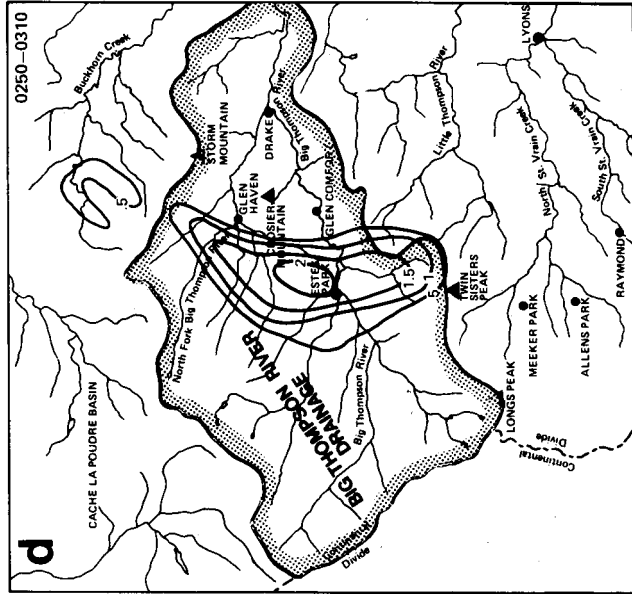 0250–0310
d
Buckhorn Creek
CACHE LA POUDRE BASIN
.5
STORM
MOUNTAIN
DRAKE
Big Thompson River
GLEN
HAVEN
CROSIER
MOUNTAIN
GLEN COMFORT
North Fork Big Thompson River
2
ESTES
PARK
BIG THOMPSON RIVER
DRAINAGE
Big Thompson River
1.5
1
.5
TWIN
SISTERS
PEAK
Little Thompson River
LYONS
North St. Vrain Creek
South St. Vrain Creek
RAYMOND
MEEKER PARK
ALLENS PARK
LONGS PEAK
Continental
Divide
Continental
Divide